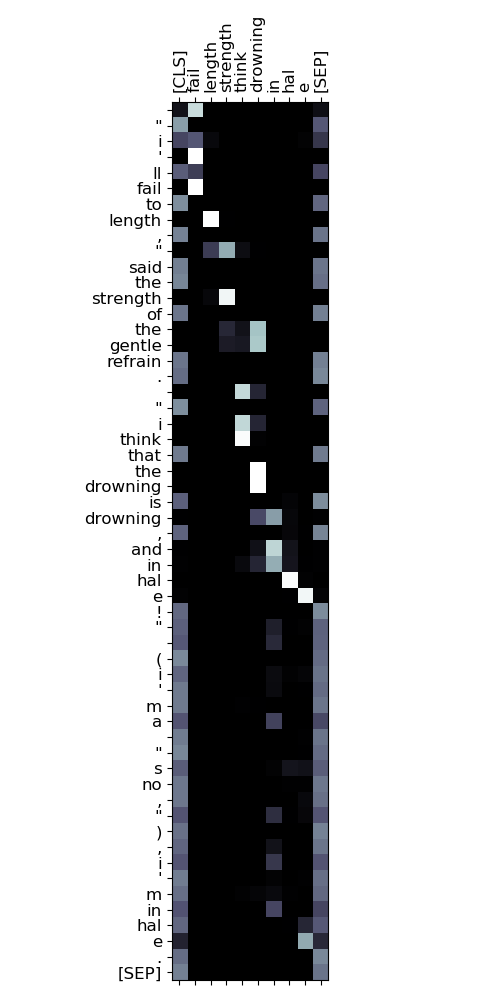 [CLS]
fail
length
strength
think
drowning
in
hal
e
[SEP]
"
i
'
ll
fail
to
length
,
"
said
the
strength
of
the
gentle
refrain
.
"
i
think
that
the
drowning
is
drowning
,
and
in
hal
e
!
"
(
i
'
m
a
"
s
no
,
"
)
,
i
'
m
in
hal
e
.
[SEP]